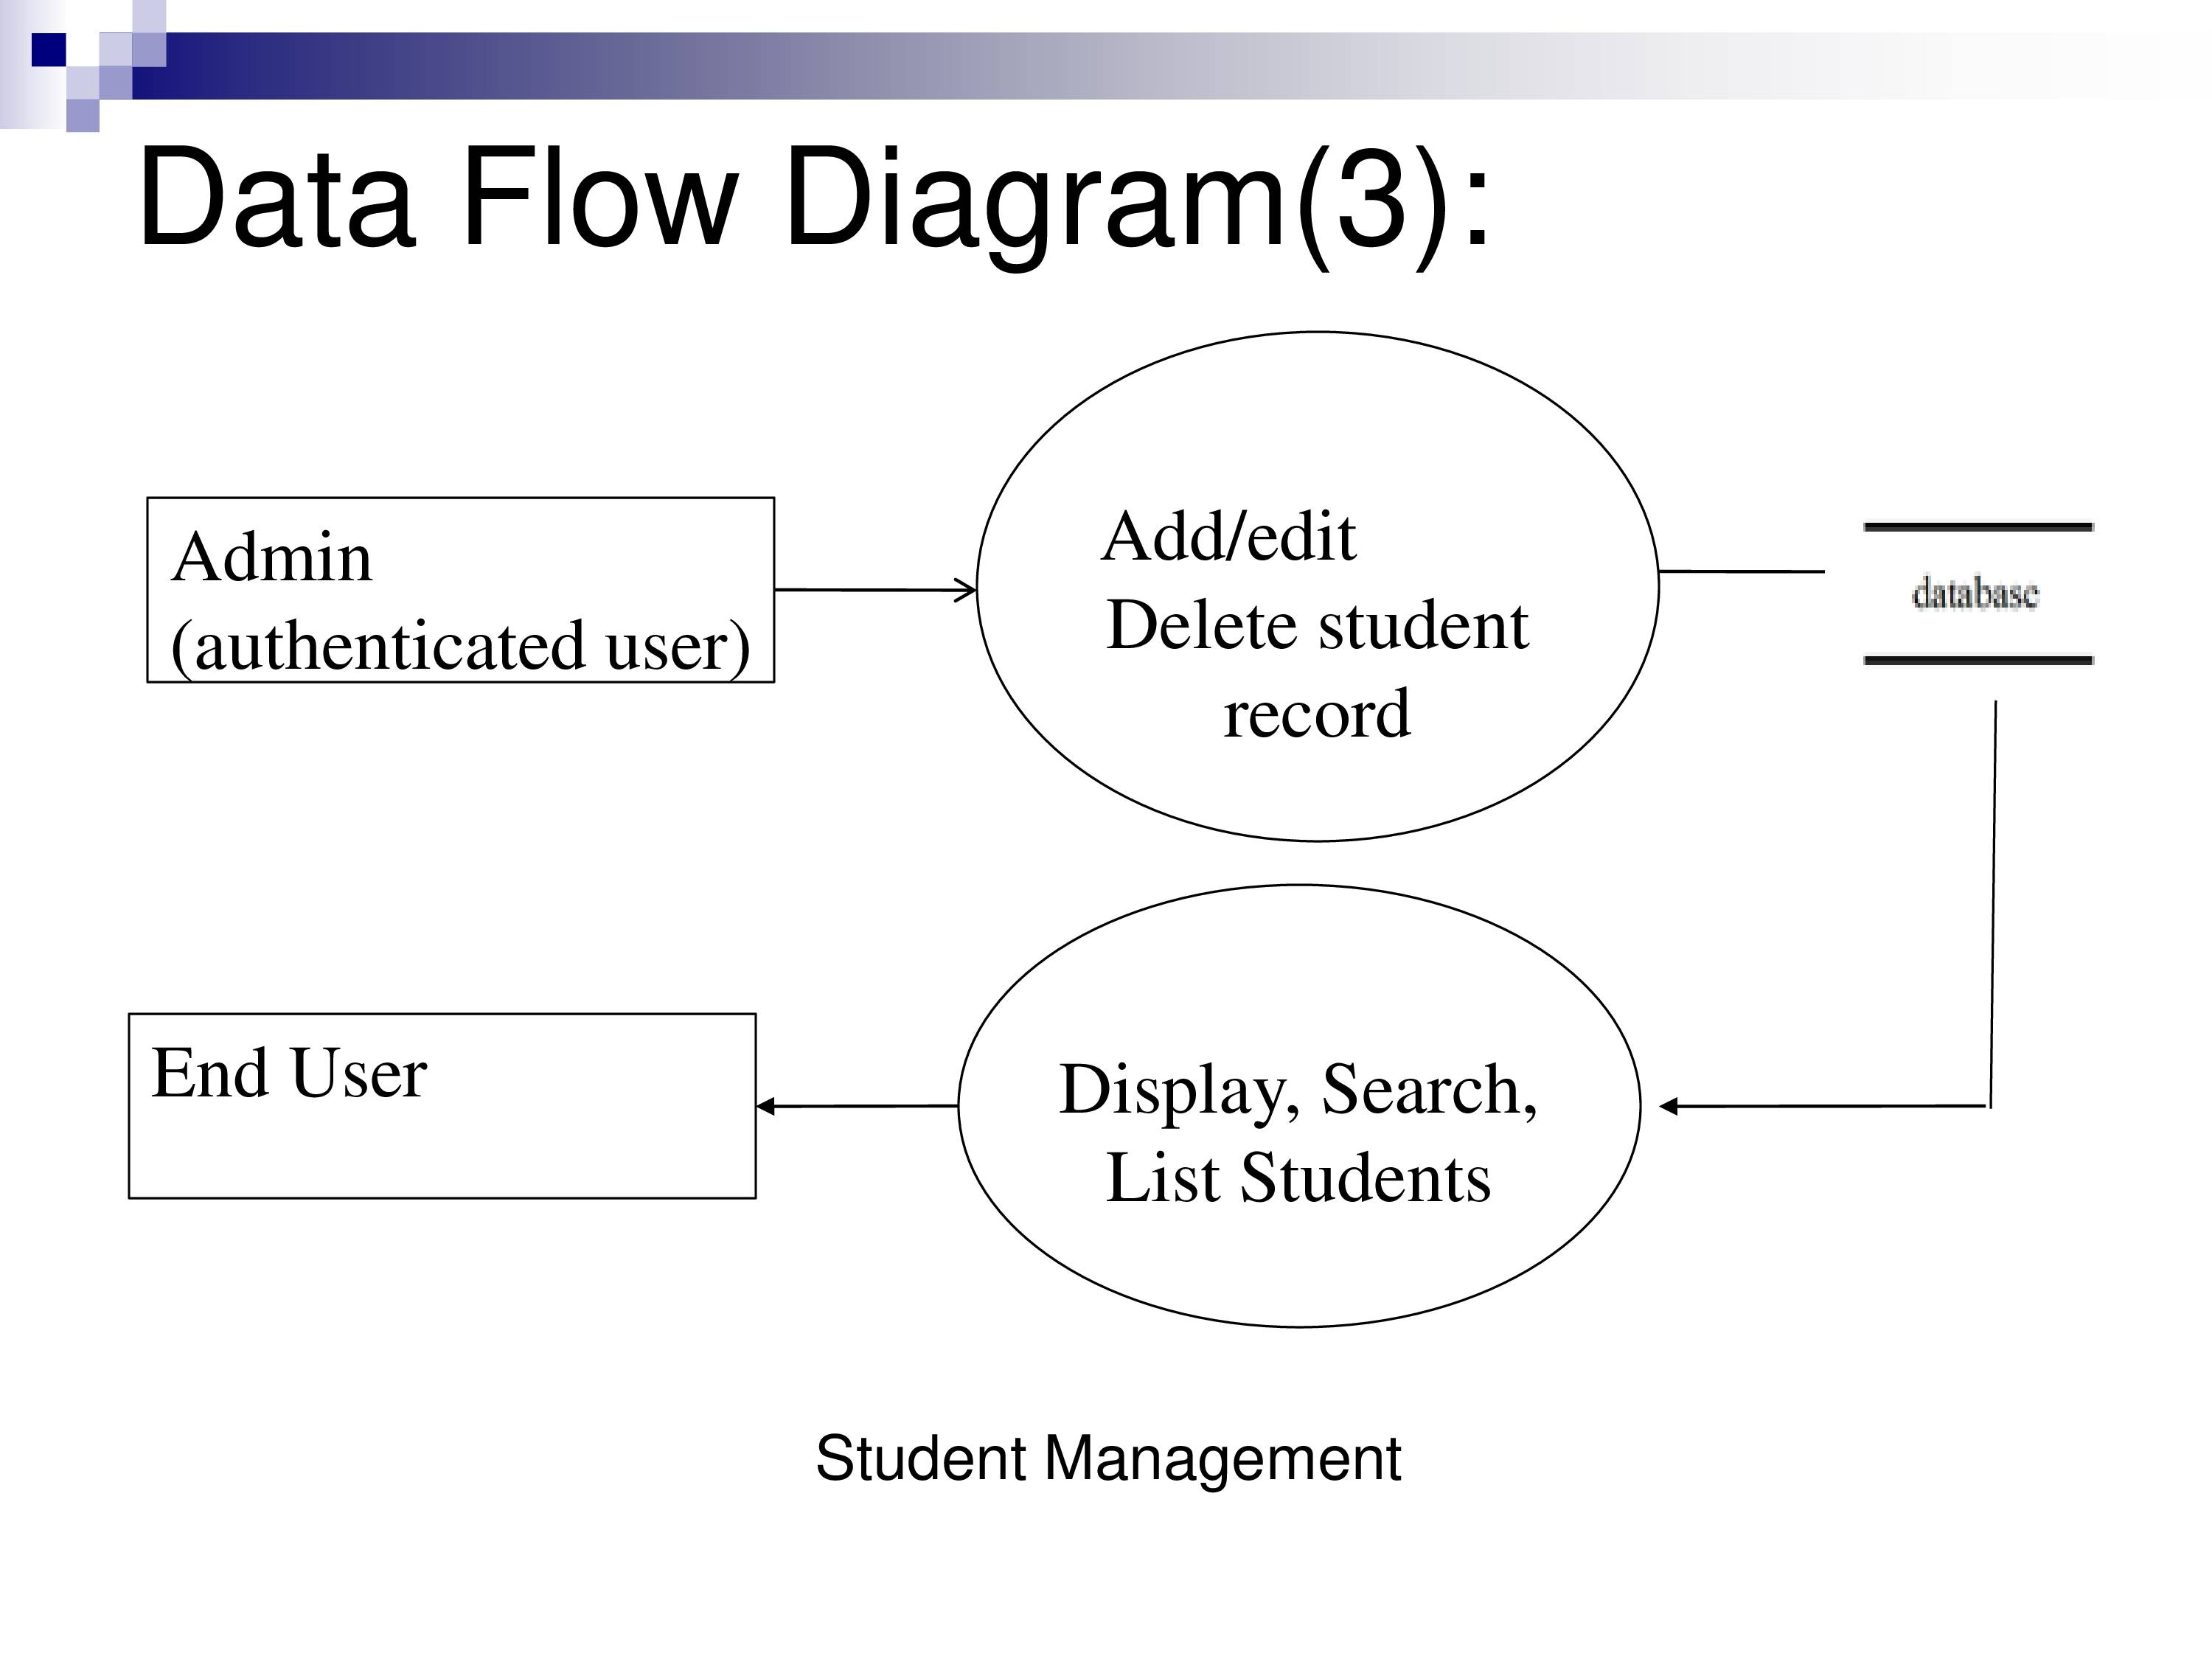 Data Flow Diagram(3):
Admin
(authenticated user)
Add/edit
Delete student
record
database
End User
Display, Search,
List Students
Student Management